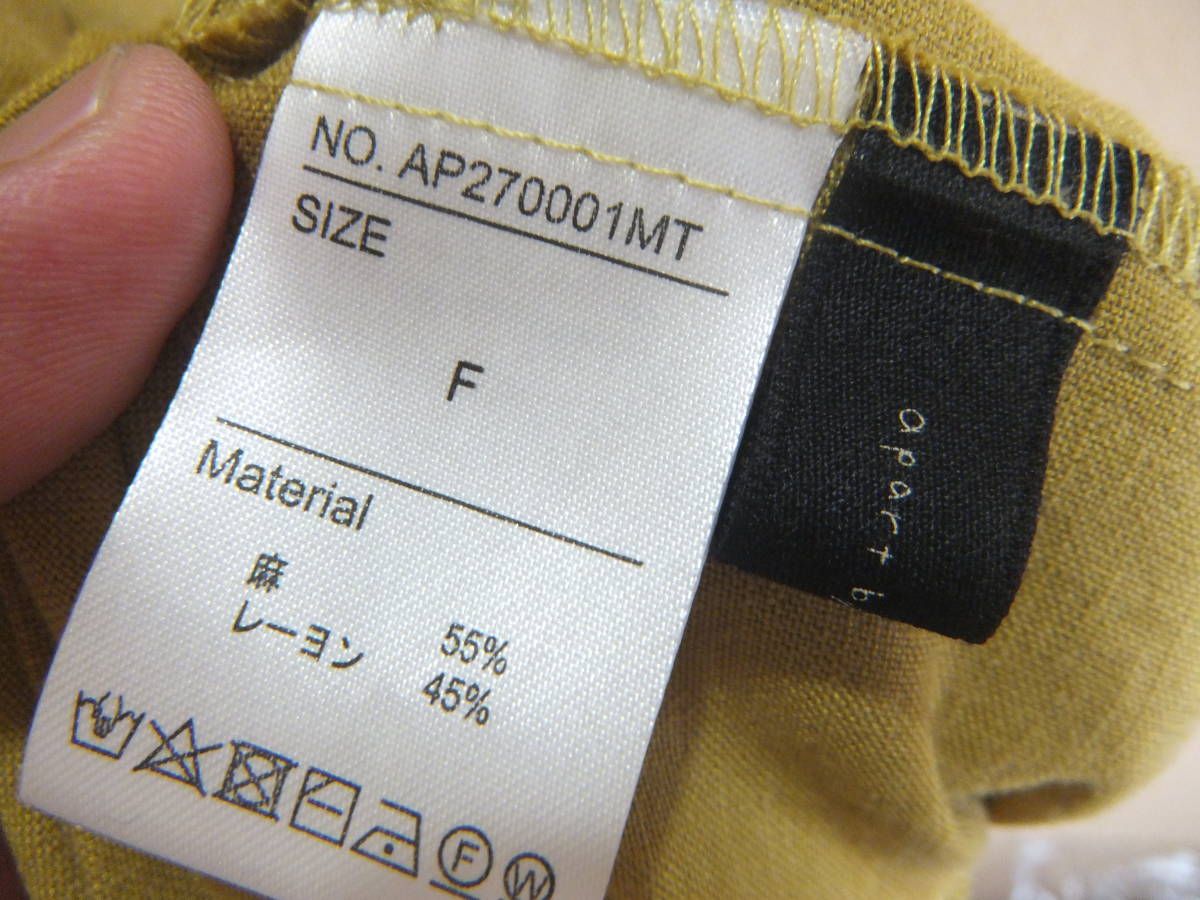 NO. AP270001MT
SIZE
F
Material
麻 55%
レーヨン 45%
F W
apart b